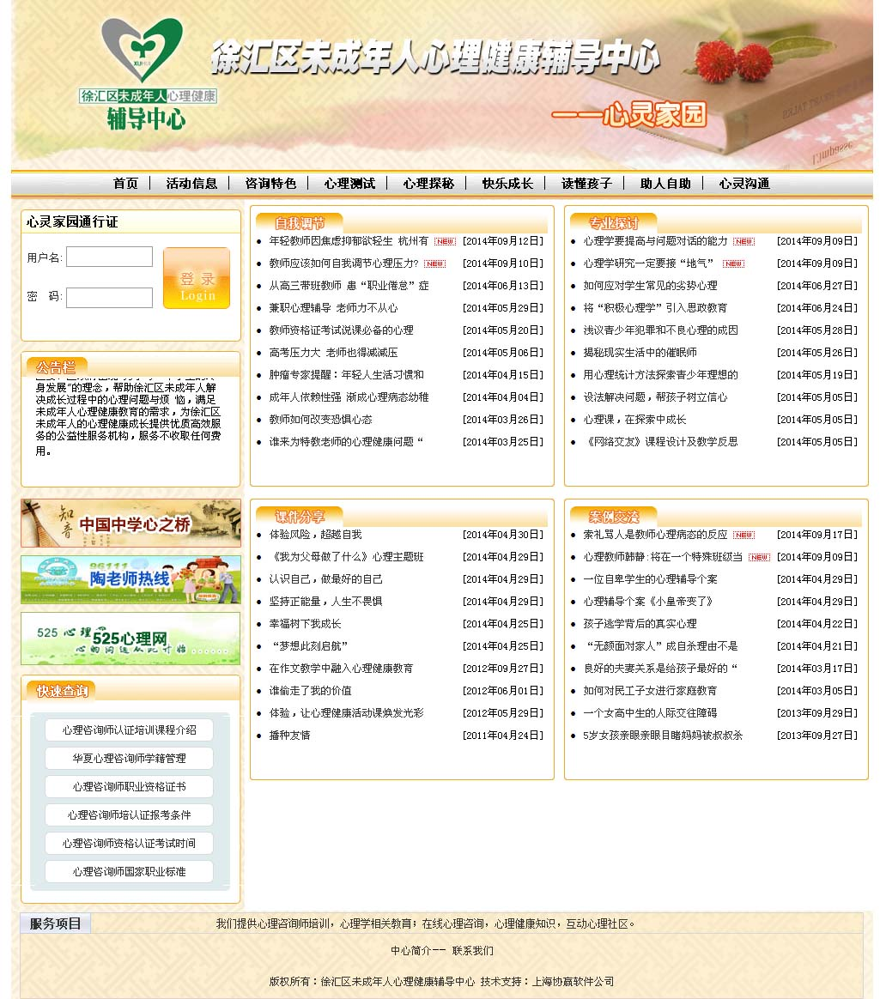 徐汇区未成年人心理健康辅导中心
XUHUI
徐汇区未成年人心理健康
辅导中心
——心灵家园
L'impasse
首页 活动信息 咨询特色 心理测试 心理探秘 快乐成长 读懂孩子 助人自助 心灵沟通
心灵家园通行证
用户名:
密 码:
登 录
Login
公告栏
身发展”的理念，帮助徐汇区未成年人解
决成长过程中的心理问题与烦 恼，满足
未成年人心理健康教育的需求，为徐汇区
未成年人的心理健康成长提供优质高效服
务的公益性服务机构，服务不收取任何费
用。
知音
中国中学心之桥
96111
陶老师热线
525 心理
525心理网
心的沟通从此开始 ......
快速查询
心理咨询师认证培训课程介绍
华夏心理咨询师学籍管理
心理咨询师职业资格证书
心理咨询师培认证报考条件
心理咨询师资格认证考试时间
心理咨询师国家职业标准
自我调节
年轻教师因焦虑抑郁欲轻生 杭州有 NEW [2014年09月12日]
教师应该如何自我调节心理压力? NEW [2014年09月10日]
从高三带班教师 患“职业倦怠”症 [2014年06月13日]
兼职心理辅导 老师力不从心 [2014年05月29日]
教师资格证考试说课必备的心理 [2014年05月20日]
高考压力大 老师也得减减压 [2014年05月06日]
肿瘤专家提醒：年轻人生活习惯和 [2014年04月15日]
成年人依赖性强 渐成心理病态幼稚 [2014年04月04日]
教师如何改变恐惧心态 [2014年03月26日]
谁来为特教老师的心理健康问题“ [2014年03月25日]
专业探讨
心理学要提高与问题对话的能力 NEW [2014年09月09日]
心理学研究一定要接“地气” NEW [2014年09月09日]
如何应对学生常见的劣势心理 [2014年06月27日]
将“积极心理学”引入思政教育 [2014年06月24日]
浅议青少年犯罪和不良心理的成因 [2014年05月28日]
揭秘现实生活中的催眠师 [2014年05月26日]
用心理统计方法探索青少年理想的 [2014年05月19日]
设法解决问题，帮孩子树立信心 [2014年05月05日]
心理课，在探索中成长 [2014年05月05日]
《网络交友》课程设计及教学反思 [2014年05月05日]
课件分享
体验风险，超越自我 [2014年04月30日]
《我为父母做了什么》心理主题班 [2014年04月29日]
认识自己，做最好的自己 [2014年04月29日]
坚持正能量，人生不畏惧 [2014年04月29日]
幸福树下我成长 [2014年04月25日]
“梦想此刻启航” [2014年04月25日]
在作文教学中融入心理健康教育 [2012年09月27日]
谁偷走了我的价值 [2012年06月01日]
体验，让心理健康活动课焕发光彩 [2012年05月29日]
播种友情 [2011年04月24日]
案例交流
索礼骂人是教师心理病态的反应 NEW [2014年09月17日]
心理教师韩静:将在一个特殊班级当 NEW [2014年09月09日]
一位自卑学生的心理辅导个案 [2014年04月29日]
心理辅导个案《小皇帝变了》 [2014年04月29日]
孩子逃学背后的真实心理 [2014年04月22日]
“无颜面对家人”成自杀理由不是 [2014年04月21日]
良好的夫妻关系是给孩子最好的“ [2014年03月17日]
如何对民工子女进行家庭教育 [2014年03月05日]
一个女高中生的人际交往障碍 [2013年09月29日]
5岁女孩亲眼亲眼目睹妈妈被叔叔杀 [2013年09月27日]
服务项目
我们提供心理咨询师培训，心理学相关教育；在线心理咨询，心理健康知识，互动心理社区。
中心简介-- 联系我们
版权所有：徐汇区未成年人心理健康辅导中心 技术支持：上海协赢软件公司